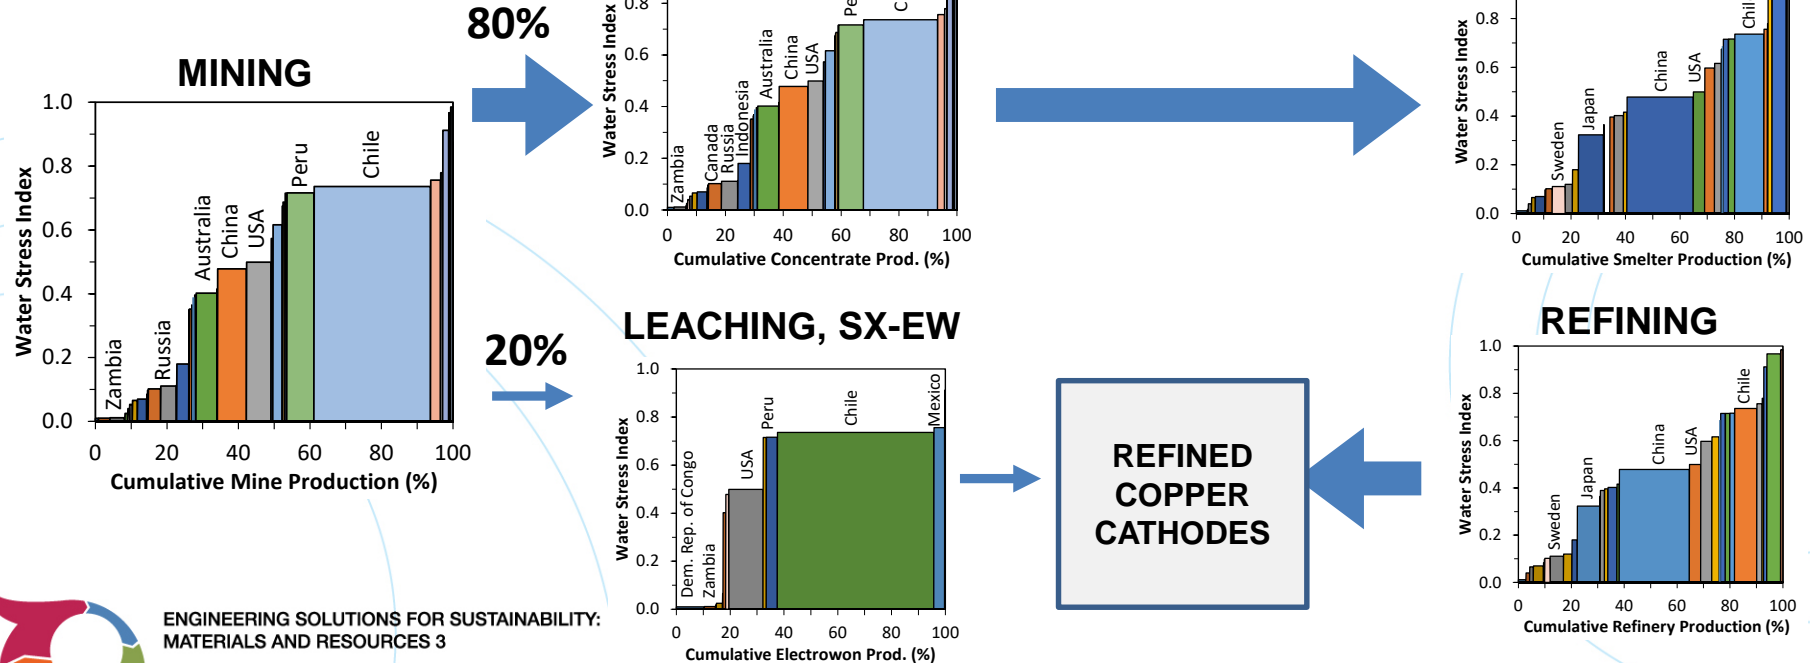 80%
MINING
1.0
0.8
0.6
0.4
0.2
0.0
Water Stress Index
Zambia
Russia
Australia
China
USA
Peru
Chile
0 20 40 60 80 100
Cumulative Mine Production (%)
0.8
0.6
0.4
0.2
0.0
Water Stress Index
Zambia
Canada
Russia
Indonesia
Australia
China
USA
Pe
C
0 20 40 60 80 100
Cumulative Concentrate Prod. (%)
0.8
0.6
0.4
0.2
0.0
Water Stress Index
Sweden
Japan
China
USA
Chil
0 20 40 60 80 100
Cumulative Smelter Production (%)
20%
LEACHING, SX-EW
1.0
0.8
0.6
0.4
0.2
0.0
Water Stress Index
Dem. Rep. of Congo
Zambia
USA
Peru
Chile
Mexico
0 20 40 60 80 100
Cumulative Electrowon Prod. (%)
REFINED
COPPER
CATHODES
REFINING
1.0
0.8
0.6
0.4
0.2
0.0
Water Stress Index
Sweden
Japan
China
USA
Chile
0 20 40 60 80 100
Cumulative Refinery Production (%)
ENGINEERING SOLUTIONS FOR SUSTAINABILITY:
MATERIALS AND RESOURCES 3